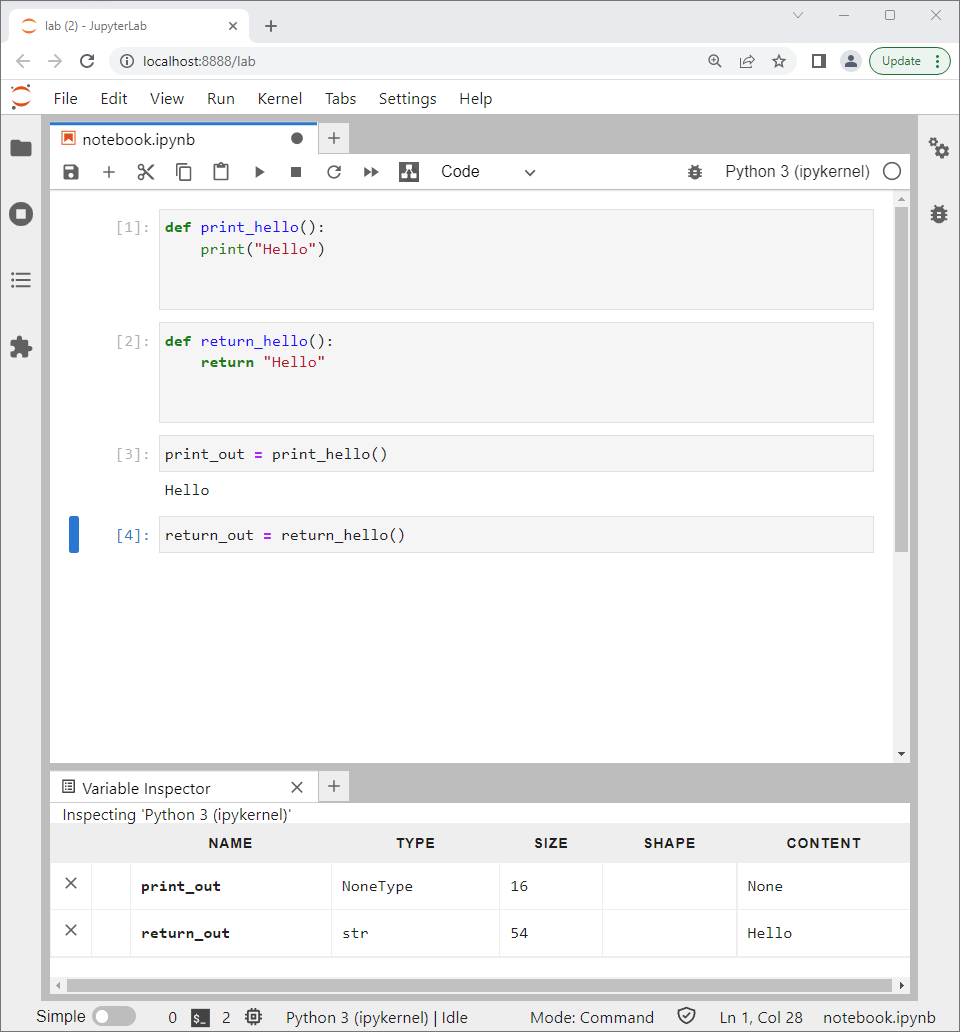 lab (2) - JupyterLab
localhost:8888/lab
Update
File Edit View Run Kernel Tabs Settings Help
notebook.ipynb
Code Python 3 (ipykernel)
[1]: def print_hello():
    print("Hello")
[2]: def return_hello():
    return "Hello"
[3]: print_out = print_hello()
Hello
[4]: return_out = return_hello()
Variable Inspector
Inspecting 'Python 3 (ipykernel)'
NAME TYPE SIZE SHAPE CONTENT
print_out NoneType 16 None
return_out str 54 Hello
Simple 0 $_ 2 Python 3 (ipykernel) | Idle Mode: Command Ln 1, Col 28 notebook.ipynb